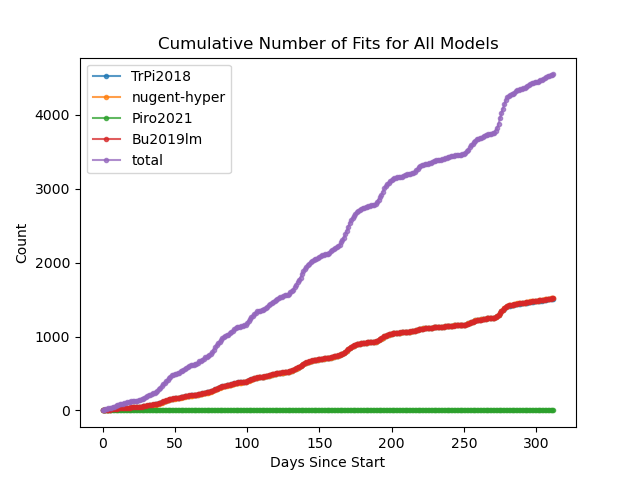 Cumulative Number of Fits for All Models
TrPi2018
nugent-hyper
Piro2021
Bu2019lm
total
Count
4000
3000
2000
1000
0
0 50 100 150 200 250 300
Days Since Start